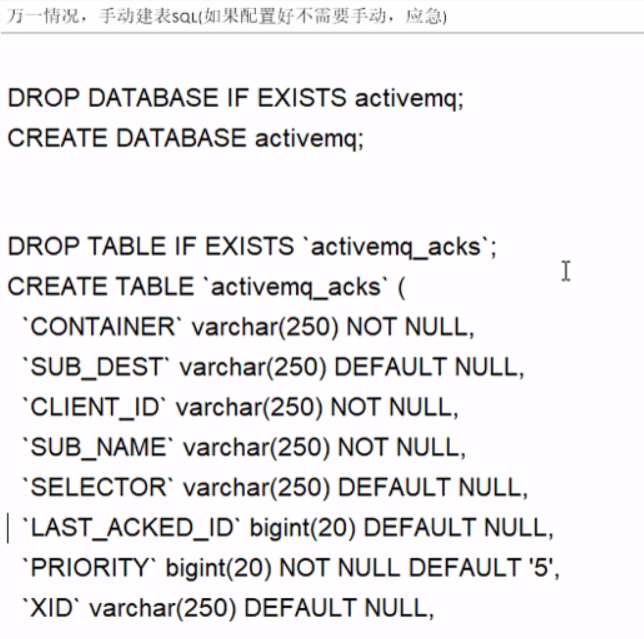 万一情况，手动建表SQL(如果配置好不需要手动，应急)
DROP DATABASE IF EXISTS activemq;
CREATE DATABASE activemq;
DROP TABLE IF EXISTS `activemq_acks`;
CREATE TABLE `activemq_acks` (
`CONTAINER` varchar(250) NOT NULL,
`SUB_DEST` varchar(250) DEFAULT NULL,
`CLIENT_ID` varchar(250) NOT NULL,
`SUB_NAME` varchar(250) NOT NULL,
`SELECTOR` varchar(250) DEFAULT NULL,
`LAST_ACKED_ID` bigint(20) DEFAULT NULL,
`PRIORITY` bigint(20) NOT NULL DEFAULT '5',
`XID` varchar(250) DEFAULT NULL,